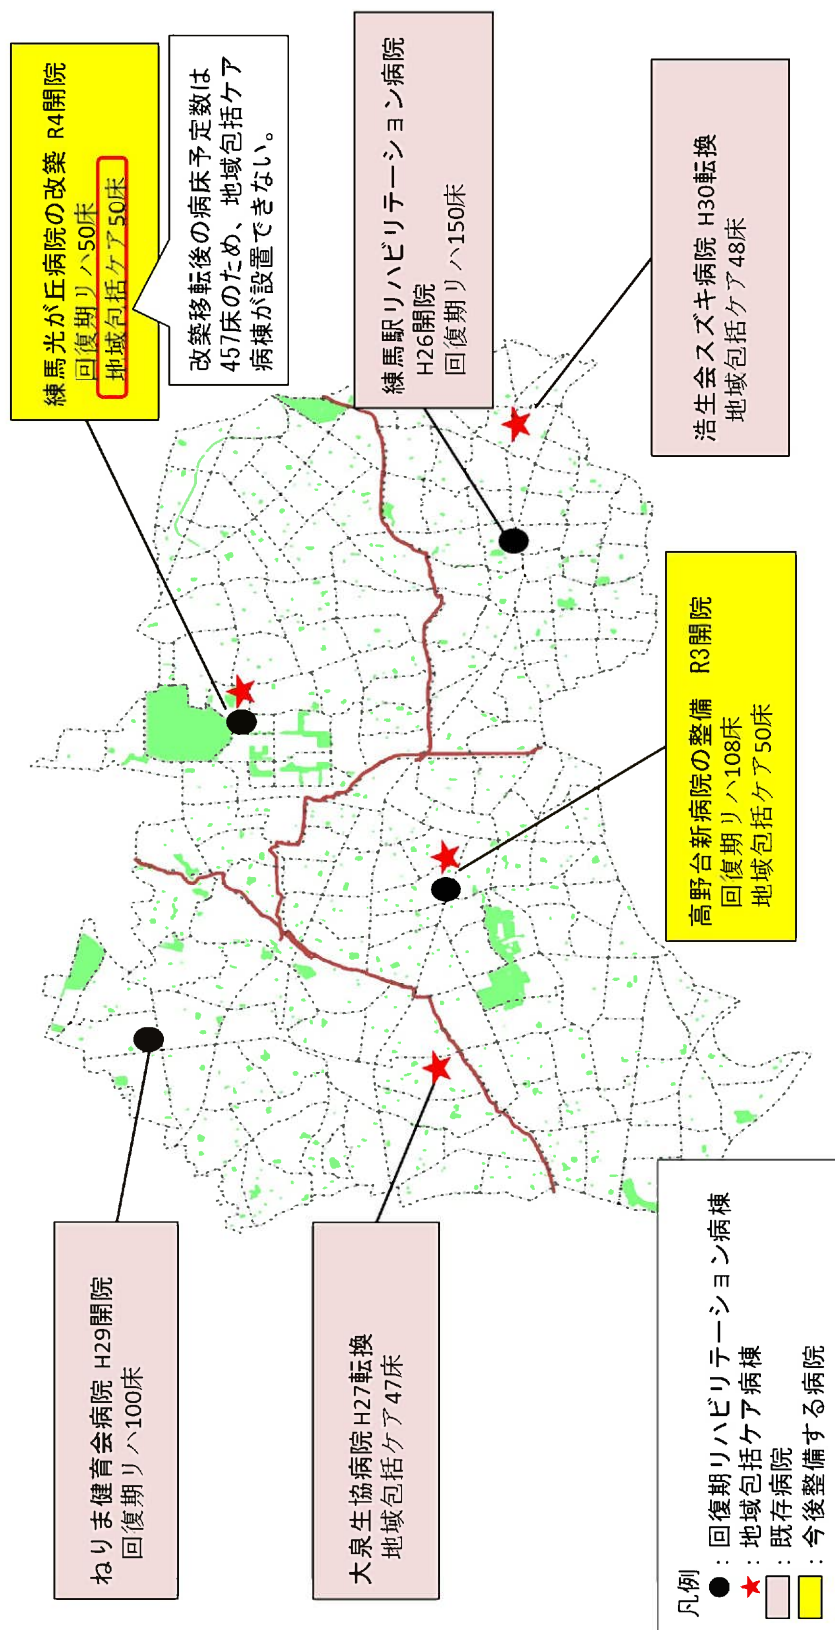 ねりま健育会病院 H29開院
回復期リハ100床
練馬光が丘病院の改築 R4開院
回復期リハ50床
地域包括ケア50床
改築移転後の病床予定数は
457床のため、地域包括ケア
病棟が設置できない。
大泉生協病院H27転換
地域包括ケア47床
練馬駅リハビリテーション病院
H26開院
回復期リハ150床
高野台新病院の整備 R3開院
回復期リハ108床
地域包括ケア50床
浩生会スズキ病院 H30転換
地域包括ケア48床
凡例
●：回復期リハビリテーション病棟
★：地域包括ケア病棟
：既存病院
：今後整備する病院